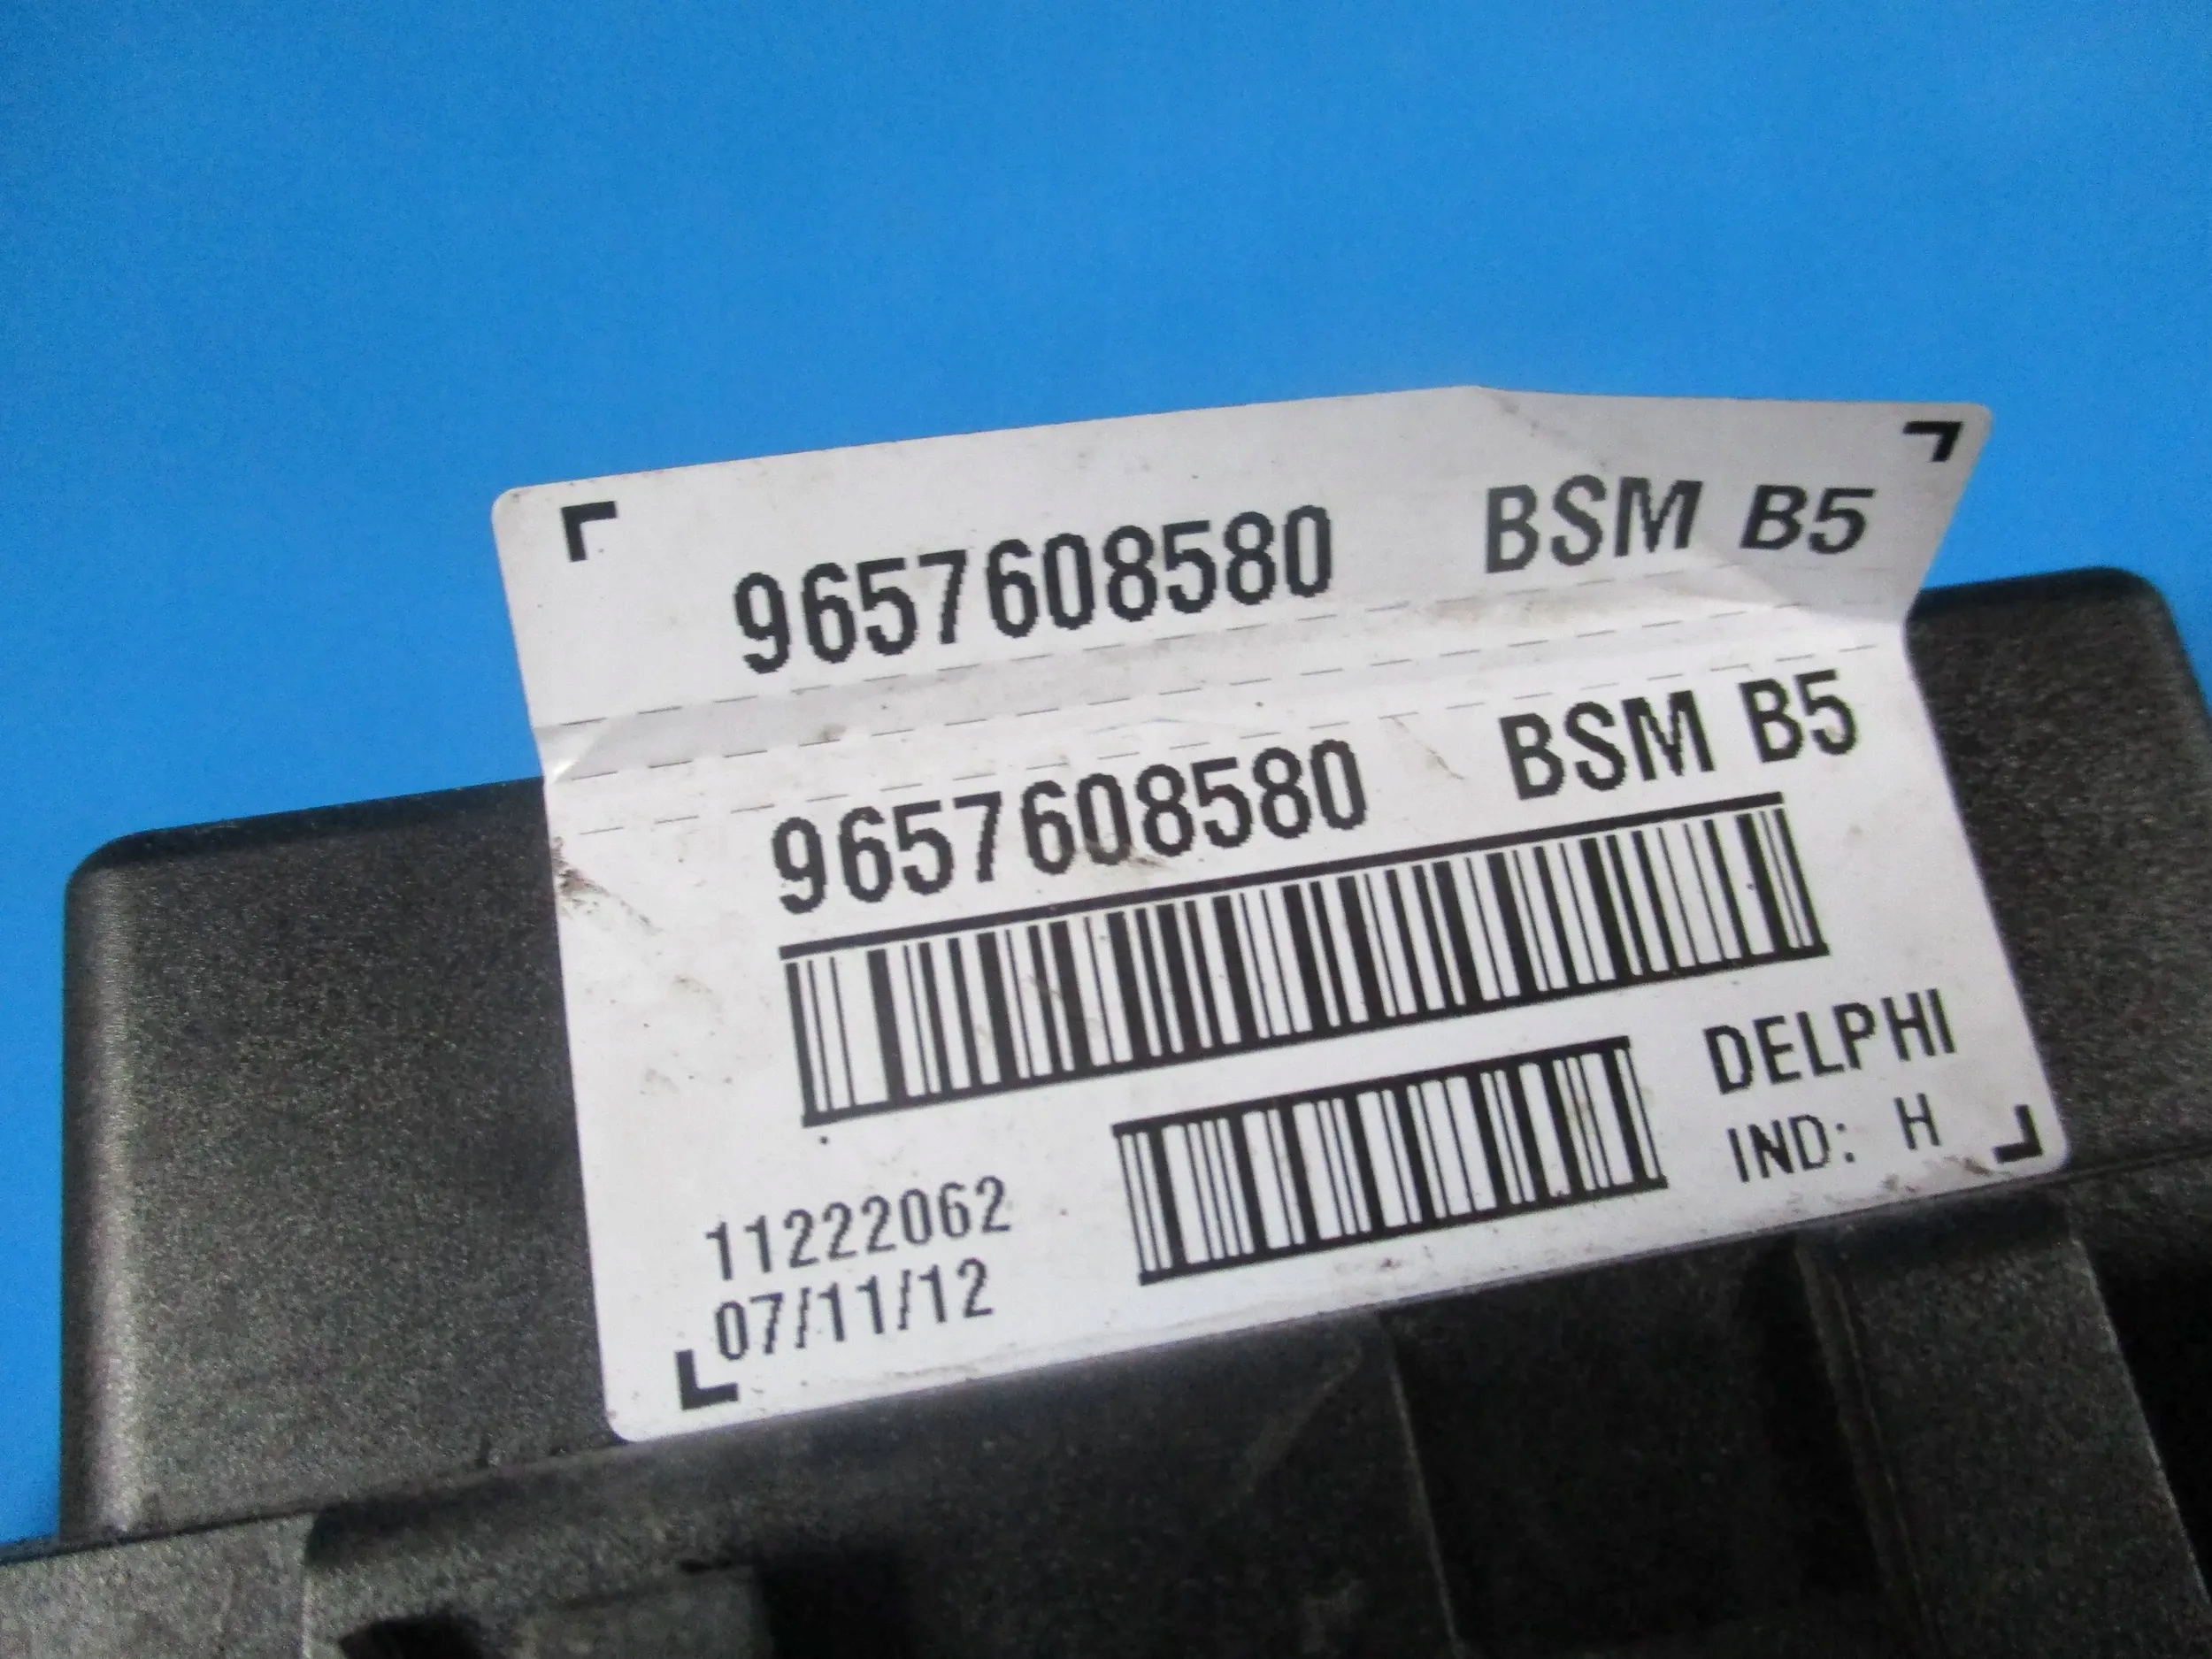 9657608580 BSM B5
9657608580 BSM B5
DELPHI
IND: H
11222062
07/11/12